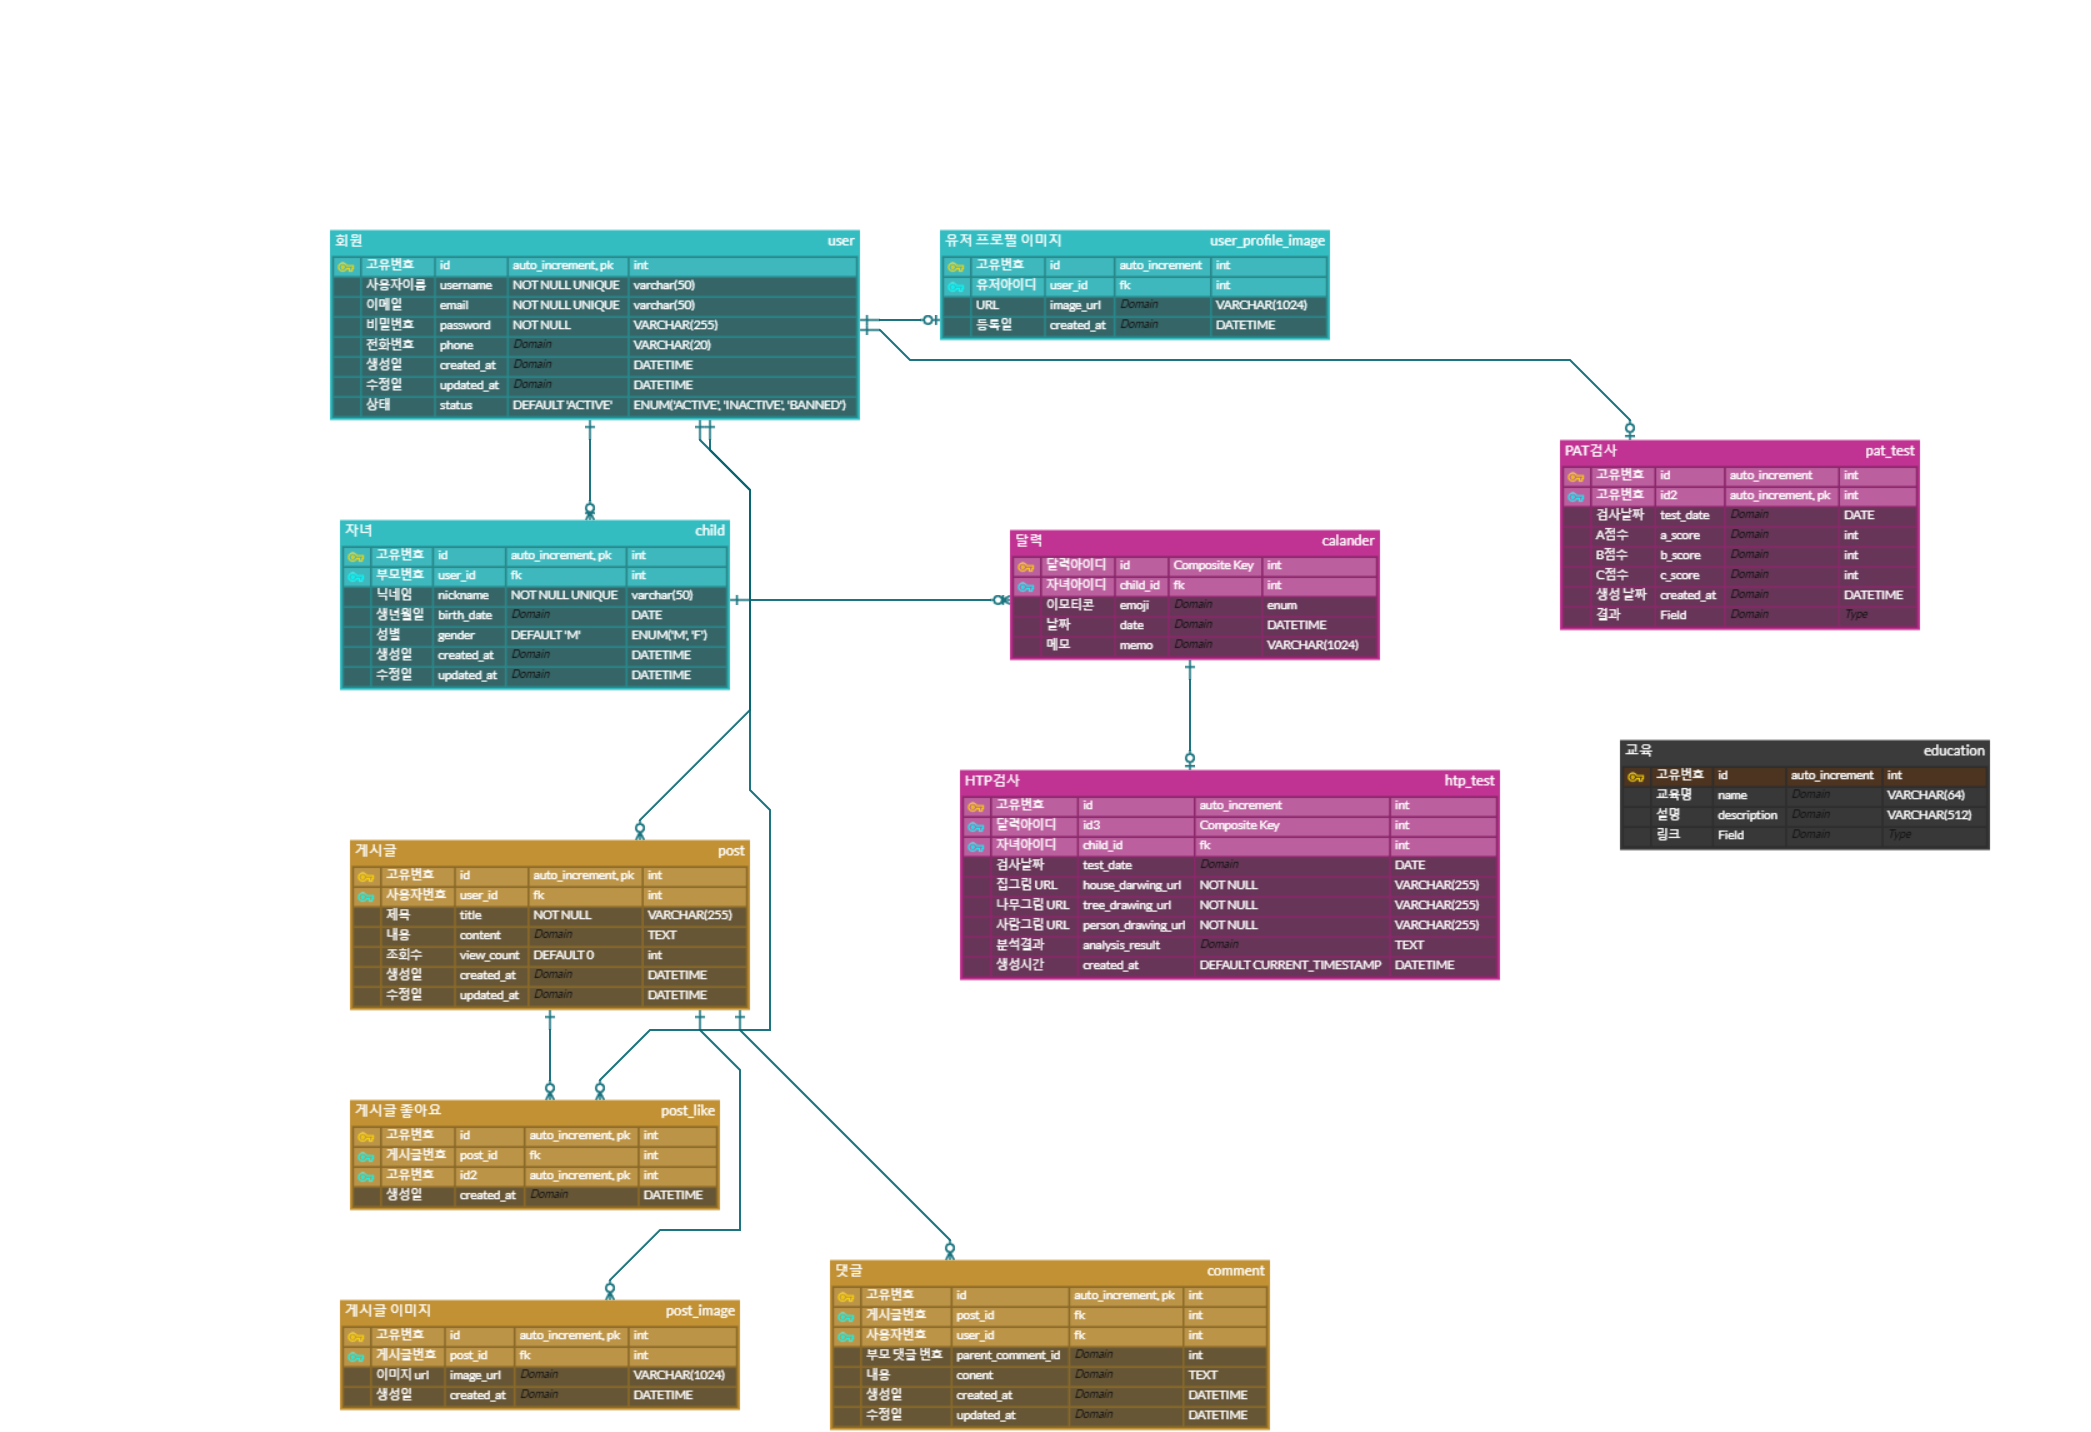 회원 user
고유번호 id auto_increment, pk int
사용자이름 username NOT NULL UNIQUE varchar(50)
이메일 email NOT NULL UNIQUE varchar(50)
비밀번호 password NOT NULL VARCHAR(255)
전화번호 phone Domain VARCHAR(20)
생성일 created_at Domain DATETIME
수정일 updated_at Domain DATETIME
상태 status DEFAULT 'ACTIVE' ENUM('ACTIVE', 'INACTIVE', 'BANNED')
유저 프로필 이미지 user_profile_image
고유번호 id auto_increment int
유저아이디 user_id fk int
URL image_url Domain VARCHAR(1024)
등록일 created_at Domain DATETIME
PAT검사 pat_test
고유번호 id auto_increment int
고유번호 id2 auto_increment, pk int
검사날짜 test_date Domain DATE
A점수 a_score Domain int
B점수 b_score Domain int
C점수 c_score Domain int
생성 날짜 created_at Domain DATETIME
결과 Field Domain Type
자녀 child
고유번호 id auto_increment, pk int
부모번호 user_id fk int
닉네임 nickname NOT NULL UNIQUE varchar(50)
생년월일 birth_date Domain DATE
성별 gender DEFAULT 'M' ENUM('M', 'F')
생성일 created_at Domain DATETIME
수정일 updated_at Domain DATETIME
달력 calander
달력아이디 id Composite Key int
자녀아이디 child_id fk int
이모티콘 emoji Domain enum
날짜 date Domain DATETIME
메모 memo Domain VARCHAR(1024)
교육 education
고유번호 id auto_increment int
교육명 name Domain VARCHAR(64)
설명 description Domain VARCHAR(512)
링크 Field Domain Type
HTP검사 htp_test
고유번호 id auto_increment int
달력아이디 id3 Composite Key int
자녀아이디 child_id fk int
검사날짜 test_date Domain DATE
집그림 URL house_darwing_url NOT NULL VARCHAR(255)
나무그림 URL tree_drawing_url NOT NULL VARCHAR(255)
사람그림 URL person_drawing_url NOT NULL VARCHAR(255)
분석결과 analysis_result Domain TEXT
생성시간 created_at DEFAULT CURRENT_TIMESTAMP DATETIME
게시글 post
고유번호 id auto_increment, pk int
사용자번호 user_id fk int
제목 title NOT NULL VARCHAR(255)
내용 content Domain TEXT
조회수 view_count DEFAULT 0 int
생성일 created_at Domain DATETIME
수정일 updated_at Domain DATETIME
게시글 좋아요 post_like
고유번호 id auto_increment, pk int
게시글번호 post_id fk int
고유번호 id2 auto_increment, pk int
생성일 created_at Domain DATETIME
게시글 이미지 post_image
고유번호 id auto_increment, pk int
게시글번호 post_id fk int
이미지 url image_url Domain VARCHAR(1024)
생성일 created_at Domain DATETIME
댓글 comment
고유번호 id auto_increment, pk int
게시글번호 post_id fk int
사용자번호 user_id fk int
부모 댓글 번호 parent_comment_id Domain int
내용 conent Domain TEXT
생성일 created_at Domain DATETIME
수정일 updated_at Domain DATETIME